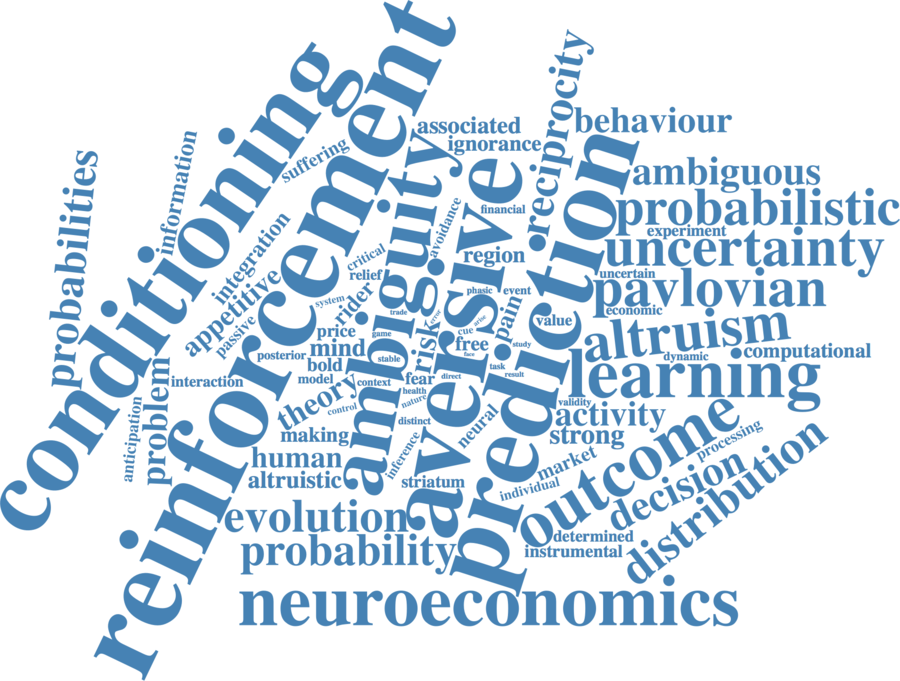 reinforcement
conditioning
reciprocity
behaviour
associated
ignorance
suffering
information
probabilities
ambiguity
aversive
prediction
ambiguous
probabilistic
experiment
uncertainty
uncertain
pavlovian
economic
altruism
computational
dynamic
learning
avoidance
financial
region
integration
critical
relief
appetitive
rider
system
passive
phasic
event
trade
pain
value
price
game
error
risk
cue
arise
free
study
mind
posterior
stable
face
bold
task
result
interaction
model
context
fear
direct
health
theory
control
nature
validity
activity
distinct
strong
neural
making
problem
anticipation
human
inference
altruistic
striatum
market
individual
outcome
processing
decision
distribution
evolution
determined
instrumental
probability
neuroeconomics